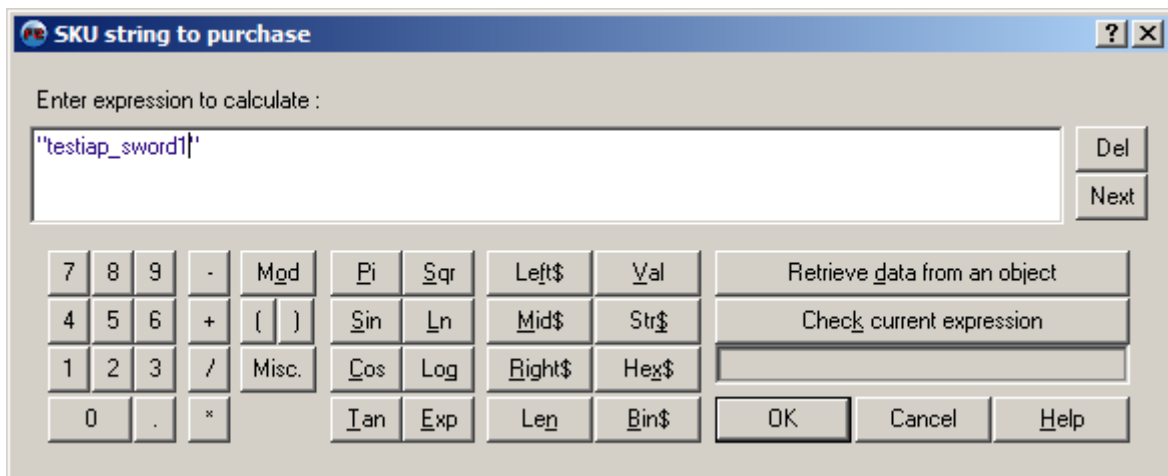 SKU string to purchase ? X
Enter expression to calculate :
"testiap_sword1" Del
Next
7 8 9 - Mod Pi Sqr Left$ Val Retrieve data from an object
4 5 6 + ( ) Sin Ln Mid$ Str$ Check current expression
1 2 3 / Misc. Cos Log Right$ Hex$
0 . * Tan Exp Len Bin$ OK Cancel Help